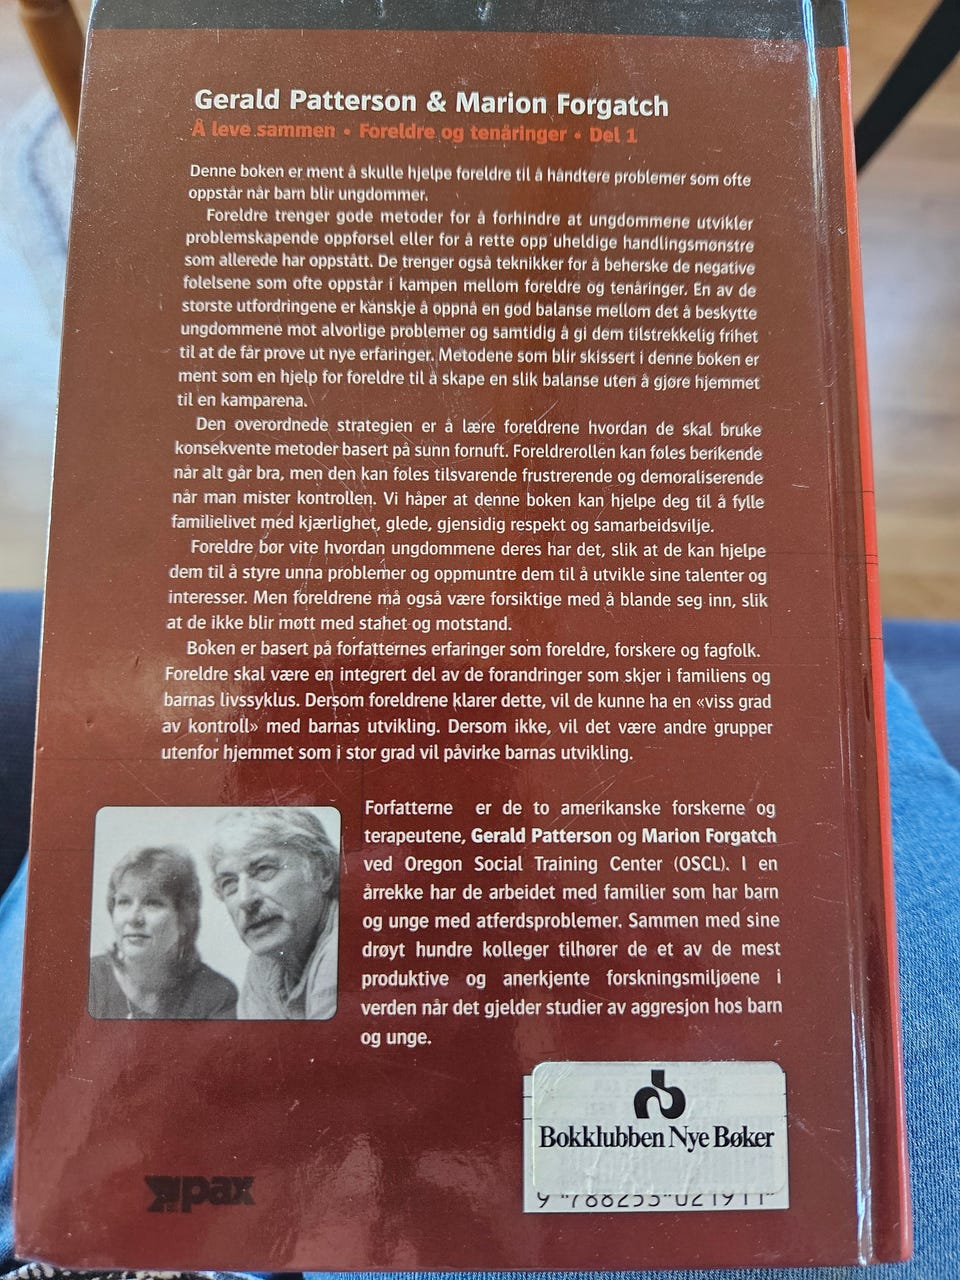 Gerald Patterson & Marion Forgatch
Å leve sammen • Foreldre og tenåringer • Del 1
Denne boken er ment å skulle hjelpe foreldre til å håndtere problemer som ofte
oppstår når barn blir ungdommer.
Foreldre trenger gode metoder for å forhindre at ungdommene utvikler
problemskapende oppførsel eller for å rette opp uheldige handlingsmønstre
som allerede har oppstått. De trenger også teknikker for å beherske de negative
følelsene som ofte oppstår i kampen mellom foreldre og tenåringer. En av de
største utfordringene er kanskje å oppnå en god balanse mellom det å beskytte
ungdommene mot alvorlige problemer og samtidig å gi dem tilstrekkelig frihet
til at de får prøve ut nye erfaringer. Metodene som blir skissert i denne boken er
ment som en hjelp for foreldre til å skape en slik balanse uten å gjøre hjemmet
til en kamparena.
Den overordnede strategien er å lære foreldrene hvordan de skal bruke
konsekvente metoder basert på sunn fornuft. Foreldrerollen kan føles berikende
når alt går bra, men den kan føles tilsvarende frustrerende og demoraliserende
når man mister kontrollen. Vi håper at denne boken kan hjelpe deg til å fylle
familielivet med kjærlighet, glede, gjensidig respekt og samarbeidsvilje.
Foreldre bør vite hvordan ungdommene deres har det, slik at de kan hjelpe
dem til å styre unna problemer og oppmuntre dem til å utvikle sine talenter og
interesser. Men foreldrene må også være forsiktige med å blande seg inn, slik
at de ikke blir møtt med stahet og motstand.
Boken er basert på forfatternes erfaringer som foreldre, forskere og fagfolk.
Foreldre skal være en integrert del av de forandringer som skjer i familiens og
barnas livssyklus. Dersom foreldrene klarer dette, vil de kunne ha en «viss grad
av kontroll» med barnas utvikling. Dersom ikke, vil det være andre grupper
utenfor hjemmet som i stor grad vil påvirke barnas utvikling.
Forfatterne er de to amerikanske forskerne og
terapeutene, Gerald Patterson og Marion Forgatch
ved Oregon Social Training Center (OSCL). I en
årrekke har de arbeidet med familier som har barn
og unge med atferdsproblemer. Sammen med sine
drøyt hundre kolleger tilhører de et av de mest
produktive og anerkjente forskningsmiljøene i
verden når det gjelder studier av aggresjon hos barn
og unge.
Bokklubben Nye Bøker
9 788253 021911
pax